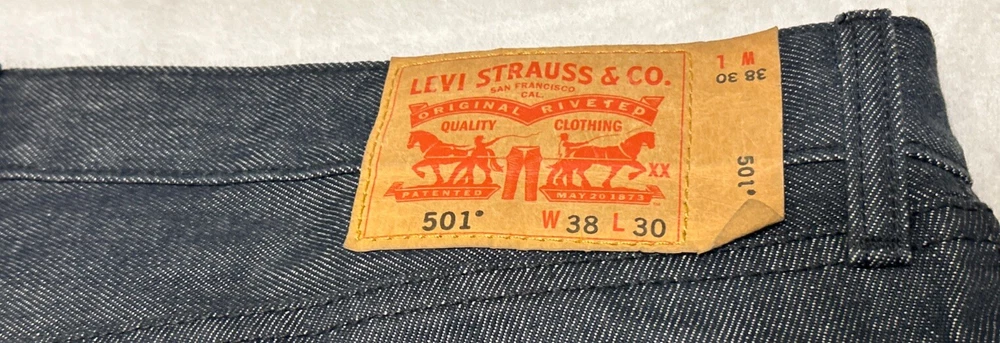 LEVI STRAUSS & CO.
SAN FRANCISCO
CAL.
ORIGINAL RIVETED
QUALITY CLOTHING
XX
PATENTED MAY 20 1873
501®
W 38 L 30
W L
38 30
501®